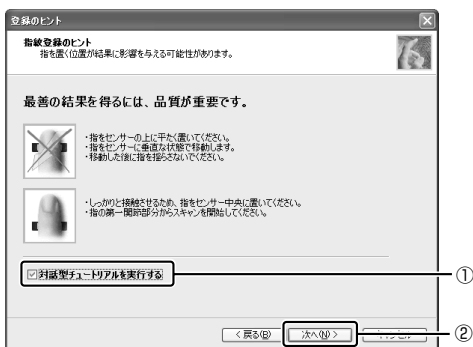 登録のヒント
指紋登録のヒント
指を置く位置が結果に影響を与える可能性があります。
最善の結果を得るには、品質が重要です。
・指をセンサーの上に平たく置いてください。
・指をセンサーに垂直な状態で移動します。
・移動した後に指を揺らさないでください。
・しっかりと接触させるため、指をセンサー中央に置いてください。
・指の第一関節部分からスキャンを開始してください。
対話型チュートリアルを実行する
①
< 戻る(B)
次へ(N) >
②